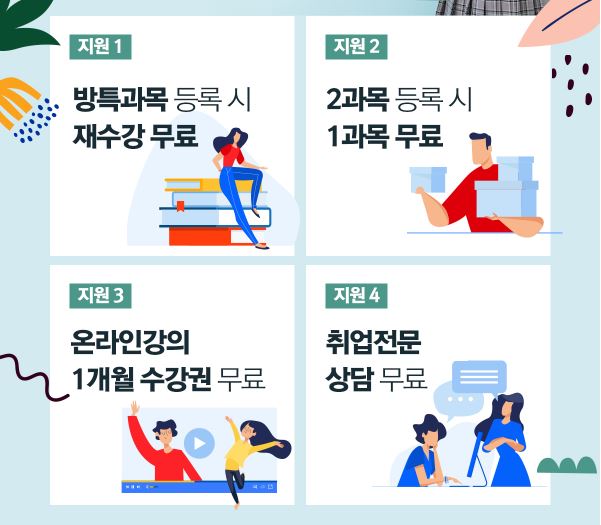 지원 1
방특과목 등록 시
재수강 무료
지원 2
2과목 등록 시
1과목 무료
지원 3
온라인강의
1개월 수강권 무료
지원 4
취업전문
상담 무료